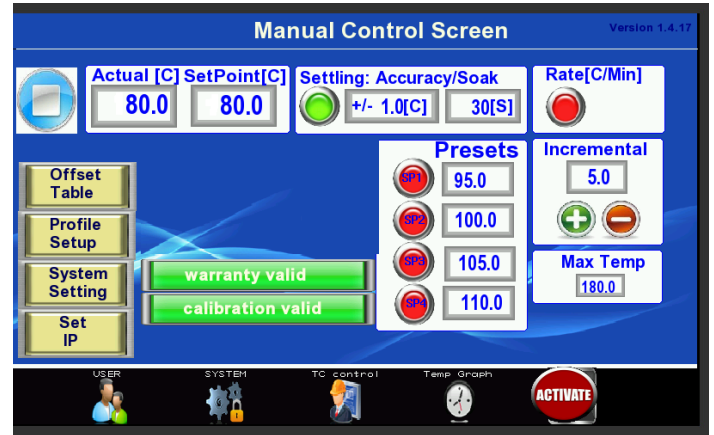 Manual Control Screen
Version 1.4.17
Actual [C] SetPoint[C]
80.0 80.0
Settling: Accuracy/Soak
+/- 1.0[C] 30[S]
Rate[C/Min]
Presets
SP1 95.0
SP2 100.0
SP3 105.0
SP4 110.0
Incremental
5.0
Max Temp
180.0
Offset
Table
Profile
Setup
System
Setting
Set
IP
warranty valid
calibration valid
USER SYSTEM TC control Temp Graph
ACTIVATE